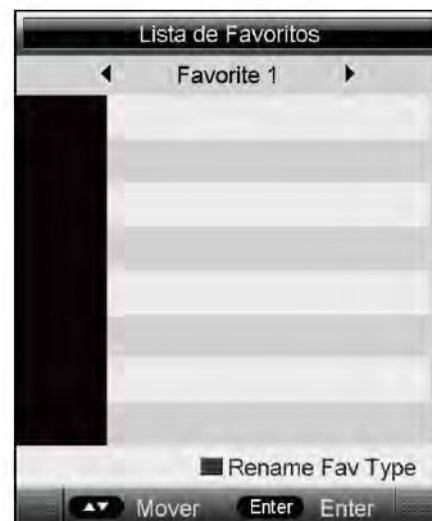 Lista de Favoritos
Favorite 1
Rename Fav Type
Mover Enter Enter